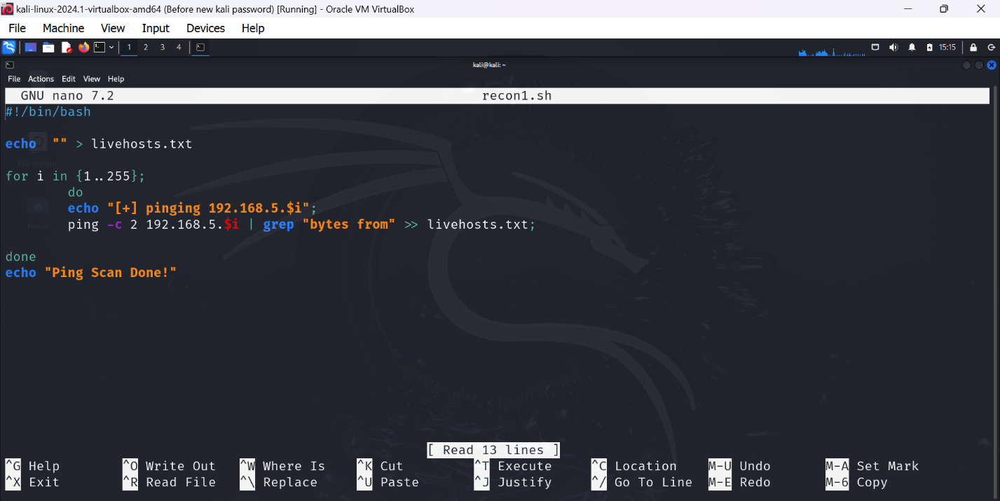 kali-linux-2024.1-virtualbox-amd64 (Before new kali password) [Running] - Oracle VM VirtualBox
File Machine View Input Devices Help
1 2 3 4 15:15
kali@kali: ~
File Actions Edit View Help
GNU nano 7.2 recon1.sh
#!/bin/bash
echo "" > livehosts.txt
File System
for i in {1..255};
do
echo "[+] pinging 192.168.5.$i";
ping -c 2 192.168.5.$i | grep "bytes from" >> livehosts.txt;
Home
done
echo "Ping Scan Done!"
[ Read 13 lines ]
^G Help ^O Write Out ^W Where Is ^K Cut ^T Execute ^C Location M-U Undo M-A Set Mark
^X Exit ^R Read File ^\ Replace ^U Paste ^J Justify ^/ Go To Line M-E Redo M-6 Copy